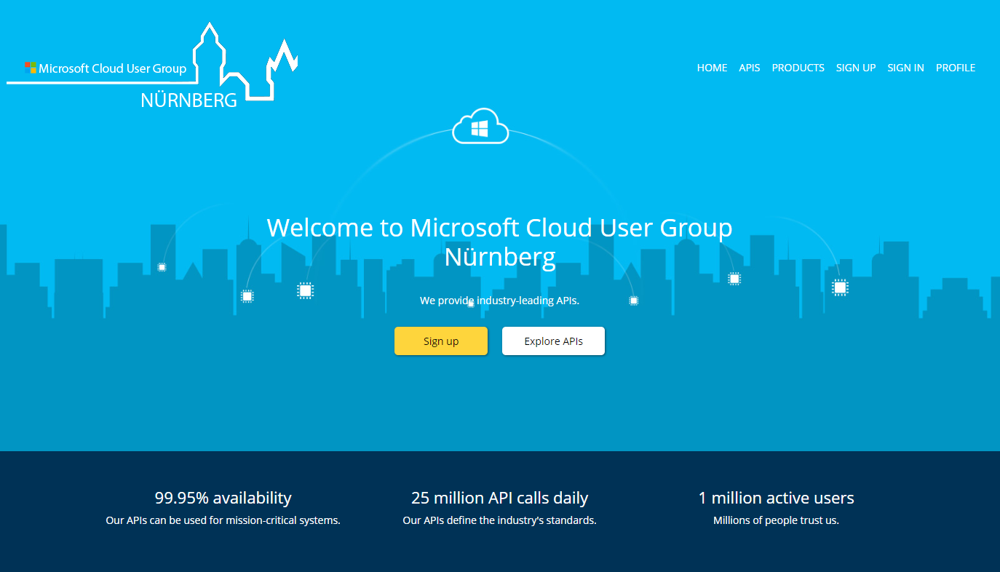 Microsoft Cloud User Group
NÜRNBERG
HOME APIS PRODUCTS SIGN UP SIGN IN PROFILE
Welcome to Microsoft Cloud User Group
Nürnberg
We provide industry-leading APIs.
Sign up Explore APIs
99.95% availability
Our APIs can be used for mission-critical systems.
25 million API calls daily
Our APIs define the industry's standards.
1 million active users
Millions of people trust us.